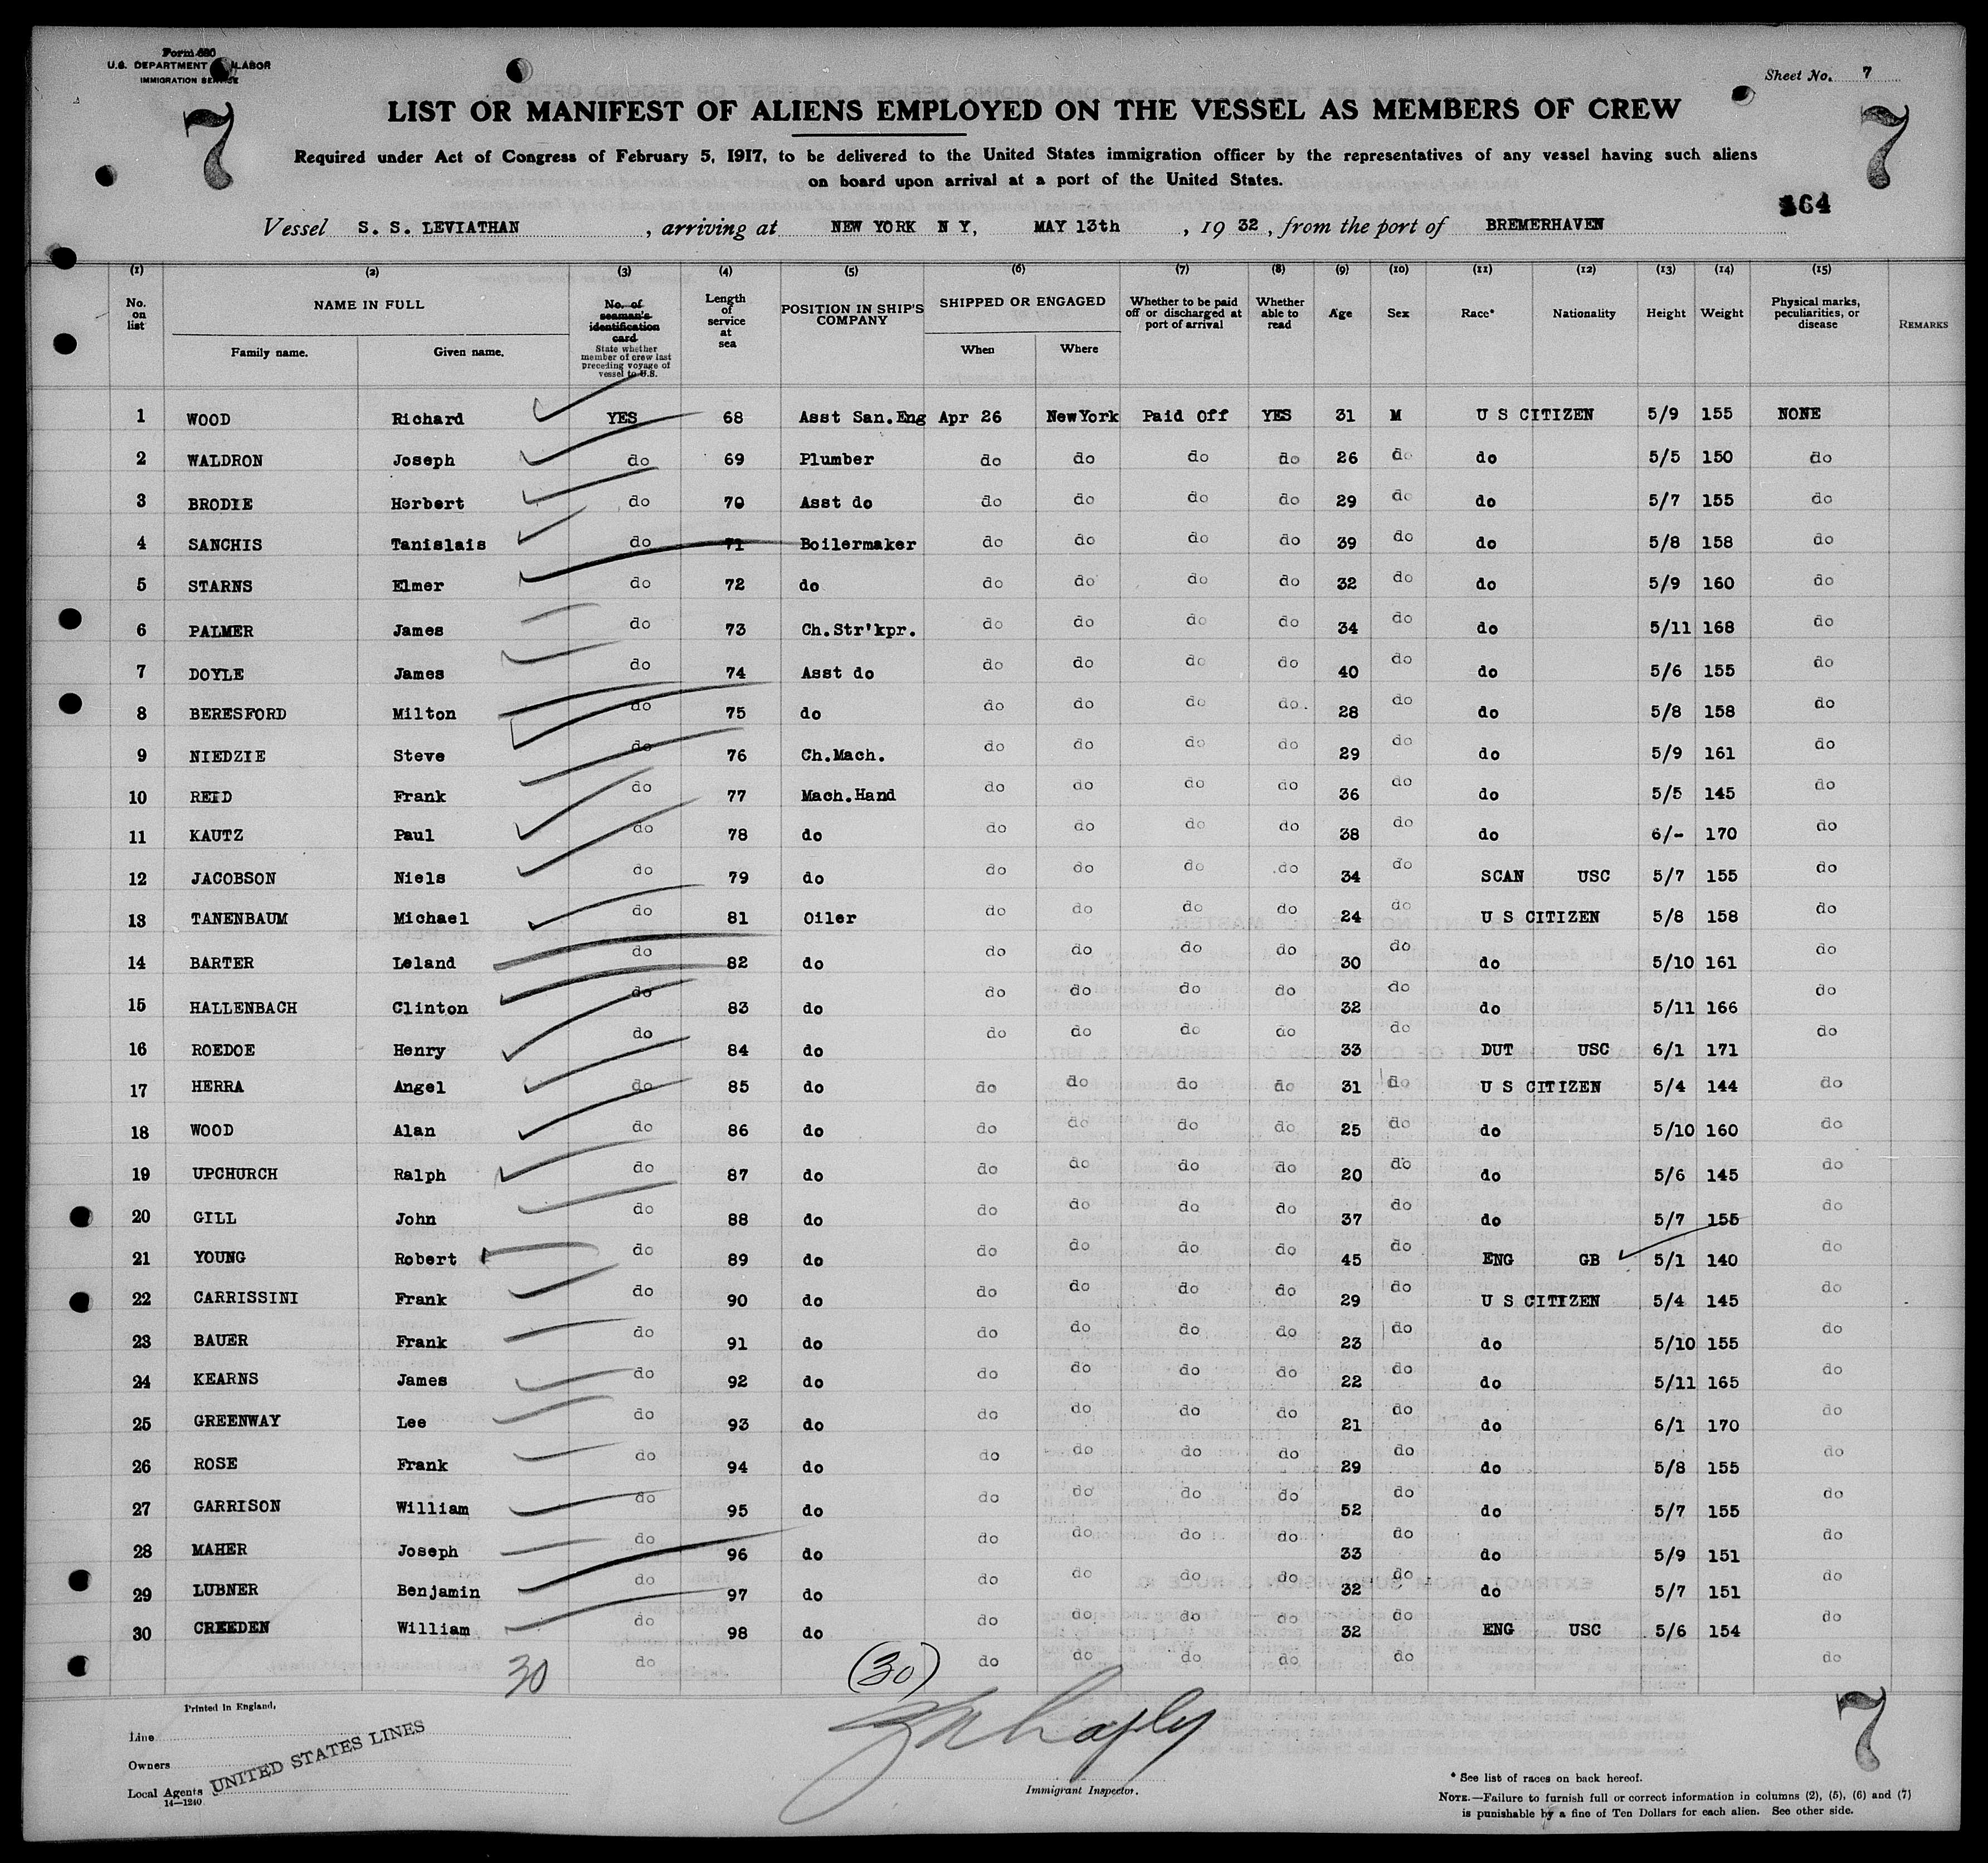 Form 680
U.S. DEPARTMENT LABOR
IMMIGRATION SERVICE
Sheet No. 7
7
7
LIST OR MANIFEST OF ALIENS EMPLOYED ON THE VESSEL AS MEMBERS OF CREW
Required under Act of Congress of February 5, 1917, to be delivered to the United States immigration officer by the representatives of any vessel having such aliens
on board upon arrival at a port of the United States.
164
Vessel S. S. LEVIATHAN, arriving at NEW YORK N Y, MAY 13th, 1932, from the port of BREMERHAVEN
(1) (2) (3) (4) (5) (6) (7) (8) (9) (10) (11) (12) (13) (14) (15)
No. on list NAME IN FULL Family name. Given name. No. of seaman's identification card State whether member of crew last preceding voyage of vessel to U.S. Length of service at sea POSITION IN SHIP'S COMPANY SHIPPED OR ENGAGED When Where Whether to be paid off or discharged at port of arrival Whether able to read Age Sex Race* Nationality Height Weight Physical marks, peculiarities, or disease REMARKS
1 WOOD Richard YES 68 Asst San.Eng Apr 26 NewYork Paid Off YES 31 M U S CITIZEN 5/9 155 NONE
2 WALDRON Joseph do 69 Plumber do do do do 26 do do 5/5 150 do
3 BRODIE Herbert do 70 Asst do do do do do 29 do do 5/7 155 do
4 SANCHIS Tanislais do 71 Boilermaker do do do do 39 do do 5/8 158 do
5 STARNS Elmer do 72 do do do do do 32 do do 5/9 160 do
6 PALMER James do 73 Ch.Str'kpr. do do do do 34 do do 5/11 168 do
7 DOYLE James do 74 Asst do do do do do 40 do do 5/6 155 do
8 BERESFORD Milton do 75 do do do do do. 28 do do 5/8 158 do
9 NIEDZIE Steve do 76 Ch.Mach. do do do do 29 do do 5/9 161 do
10 REID Frank do 77 Mach.Hand do do do do 36 do do 5/5 145 do
11 KAUTZ Paul do 78 do do do do do 38 do do 6/- 170 do
12 JACOBSON Niels do 79 do do do do do 34 do SCAN USC 5/7 155 do
13 TANENBAUM Michael do 81 Oiler do do do do 24 do U S CITIZEN 5/8 158 do
14 BARTER Leland do 82 do do do do do 30 do do 5/10 161 do
15 HALLENBACH Clinton do 83 do do do do do 32 do do 5/11 166 do
16 ROEDOE Henry do 84 do do do do do 33 do DUT USC 6/1 171 do
17 HERRA Angel do 85 do do do do do 31 do U S CITIZEN 5/4 144 do
18 WOOD Alan do 86 do do do do do 25 do do 5/10 160 do
19 UPCHURCH Ralph do 87 do do do do do 20 do do 5/6 145 do
20 GILL John do 88 do do do do do 37 do do 5/7 155 do
21 YOUNG Robert do 89 do do do do do 45 do ENG GB 5/1 140 do
22 CARRISSINI Frank do 90 do do do do do 29 do U S CITIZEN 5/4 145 do
23 BAUER Frank do 91 do do do do do 23 do do 5/10 155 do
24 KEARNS James do 92 do do do do do 22 do do 5/11 165 do
25 GREENWAY Lee do 93 do do do do do 21 do do 6/1 170 do
26 ROSE Frank do 94 do do do do do 29 do do 5/8 155 do
27 GARRISON William do 95 do do do do do 52 do do 5/7 155 do
28 MAHER Joseph do 96 do do do do do 33 do do 5/9 151 do
29 LUBNER Benjamin do 97 do do do do do 32 do do 5/7 151 do
30 CREEDEN William do 98 do do do do do 32 do ENG USC 5/6 154 do
30 do (30) do do do do do do
Printed in England,
Line
Owners
Local Agents UNITED STATES LINES
14—1240
Immigrant Inspector.
7
* See list of races on back hereof.
NOTE.—Failure to furnish full or correct information in columns (2), (5), (6) and (7)
is punishable by a fine of Ten Dollars for each alien. See other side.